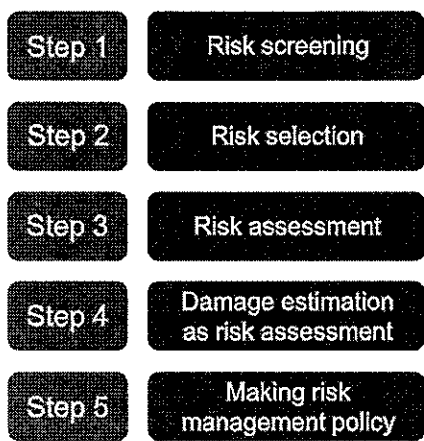 Step 1
Risk screening
Step 2
Risk selection
Step 3
Risk assessment
Step 4
Damage estimation
as risk assessment
Step 5
Making risk
management policy